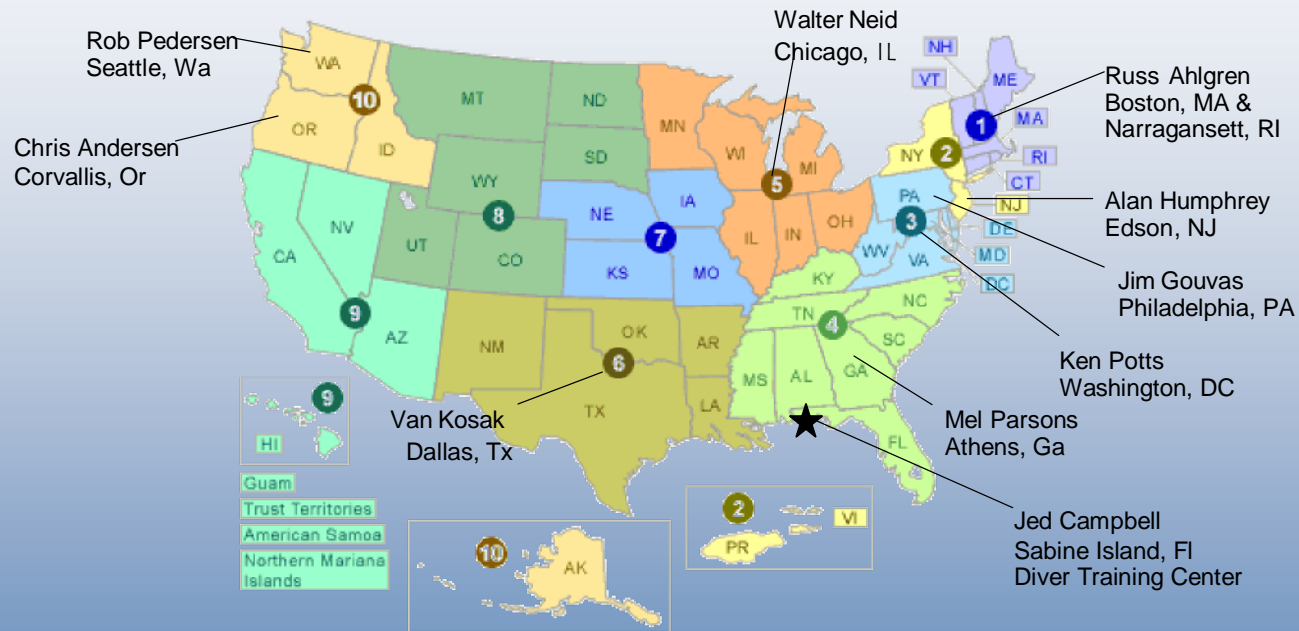 Rob Pedersen
Seattle, Wa
Chris Andersen
Corvallis, Or
Walter Neid
Chicago, IL
Russ Ahlgren
Boston, MA &
Narragansett, RI
Alan Humphrey
Edson, NJ
Jim Gouvas
Philadelphia, PA
Ken Potts
Washington, DC
Mel Parsons
Athens, Ga
Jed Campbell
Sabine Island, Fl
Diver Training Center
Van Kosak
Dallas, Tx
WA
10
OR
ID
MT
ND
SD
WY
8
UT
CO
CA
NV
9
AZ
NE
IA
7
KS
MO
MN
WI
MI
5
IL
IN
OH
NM
OK
6
TX
AR
LA
KY
TN
4
NC
SC
MS
AL
GA
FL
NH
VT
ME
1
MA
RI
CT
NY
2
NJ
PA
3
WV
VA
DE
MD
DC
9
HI
Guam
Trust Territories
American Samoa
Northern Mariana
Islands
10
AK
2
PR
VI